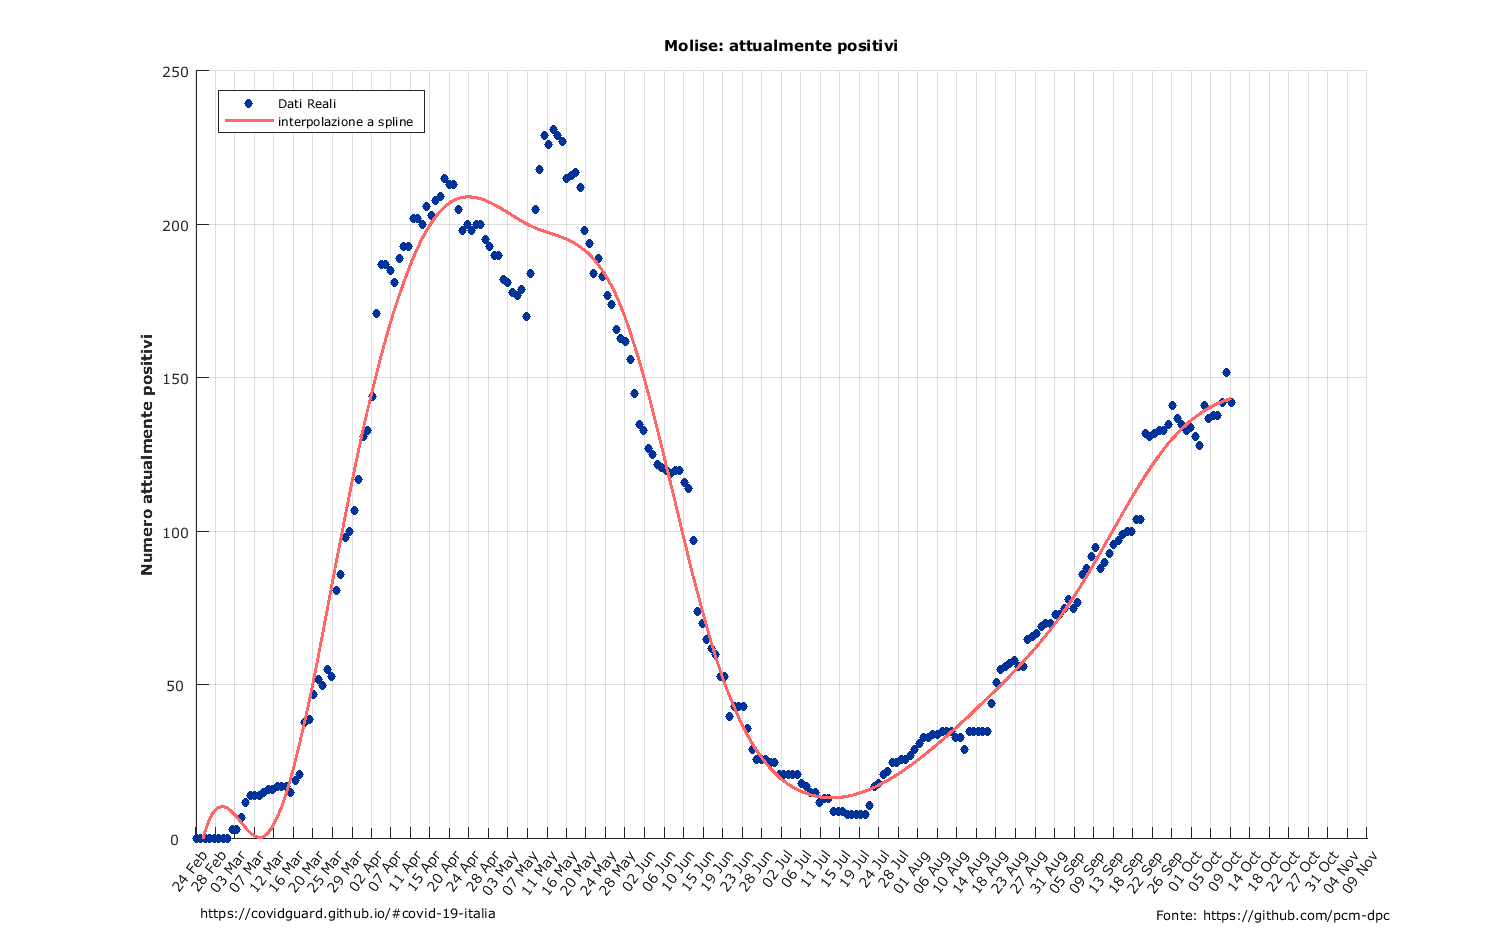 Molise: attualmente positivi
Numero attualmente positivi
250
200
150
100
50
0
Dati Reali
interpolazione a spline
24 Feb
28 Feb
03 Mar
07 Mar
12 Mar
16 Mar
20 Mar
25 Mar
29 Mar
02 Apr
07 Apr
11 Apr
15 Apr
20 Apr
24 Apr
28 Apr
03 May
07 May
11 May
16 May
20 May
24 May
28 May
02 Jun
06 Jun
10 Jun
15 Jun
19 Jun
23 Jun
28 Jun
02 Jul
06 Jul
11 Jul
15 Jul
19 Jul
24 Jul
28 Jul
01 Aug
06 Aug
10 Aug
14 Aug
18 Aug
23 Aug
27 Aug
31 Aug
05 Sep
09 Sep
13 Sep
18 Sep
22 Sep
26 Sep
01 Oct
05 Oct
09 Oct
14 Oct
18 Oct
22 Oct
27 Oct
31 Oct
04 Nov
09 Nov
https://covidguard.github.io/#covid-19-italia
Fonte: https://github.com/pcm-dpc